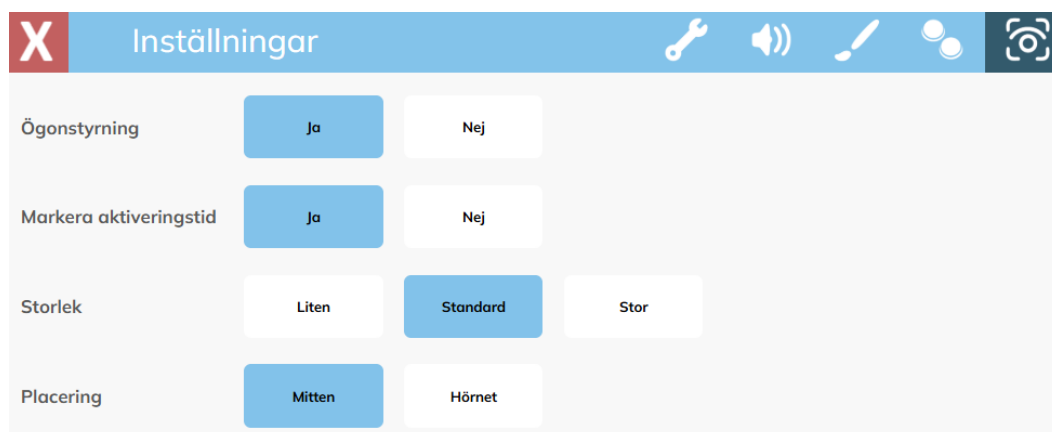 X Inställningar
Ögonstyrning Ja Nej
Markera aktiveringstid Ja Nej
Storlek Liten Standard Stor
Placering Mitten Hörnet